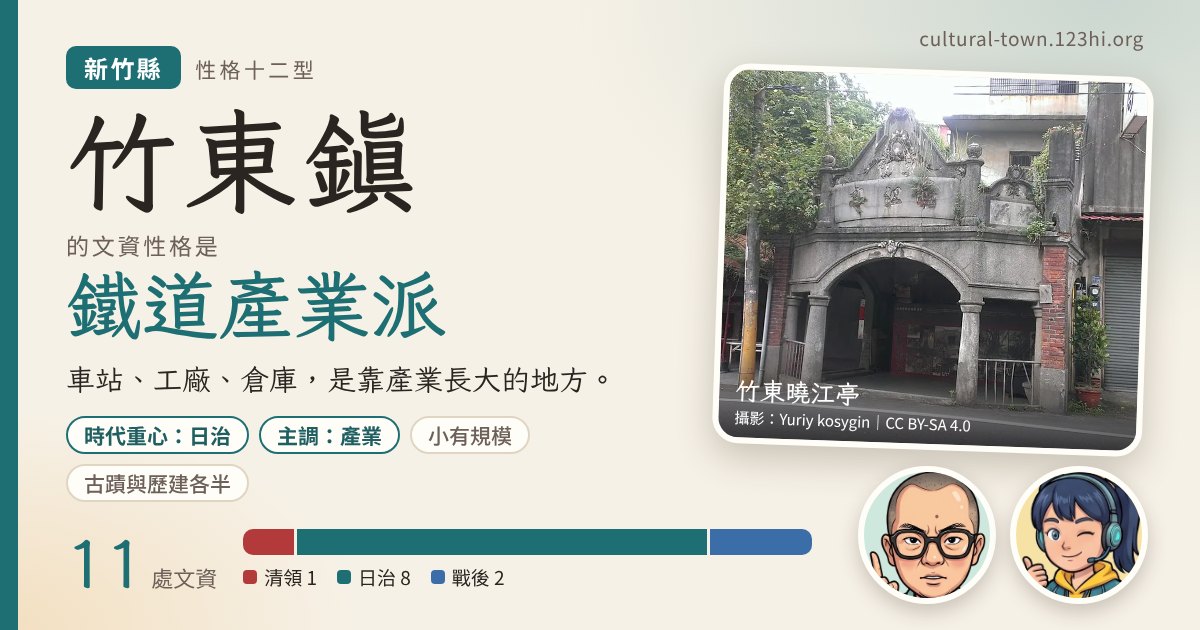 cultural-town.123hi.org
新竹縣 性格十二型
竹東鎮
的文資性格是
鐵道產業派
車站、工廠、倉庫，是靠產業長大的地方。
時代重心：日治 主調：產業 小有規模
古蹟與歷建各半
竹東曉江亭
攝影：Yuriy kosygin｜CC BY-SA 4.0
11 處文資
清領 1 日治 8 戰後 2